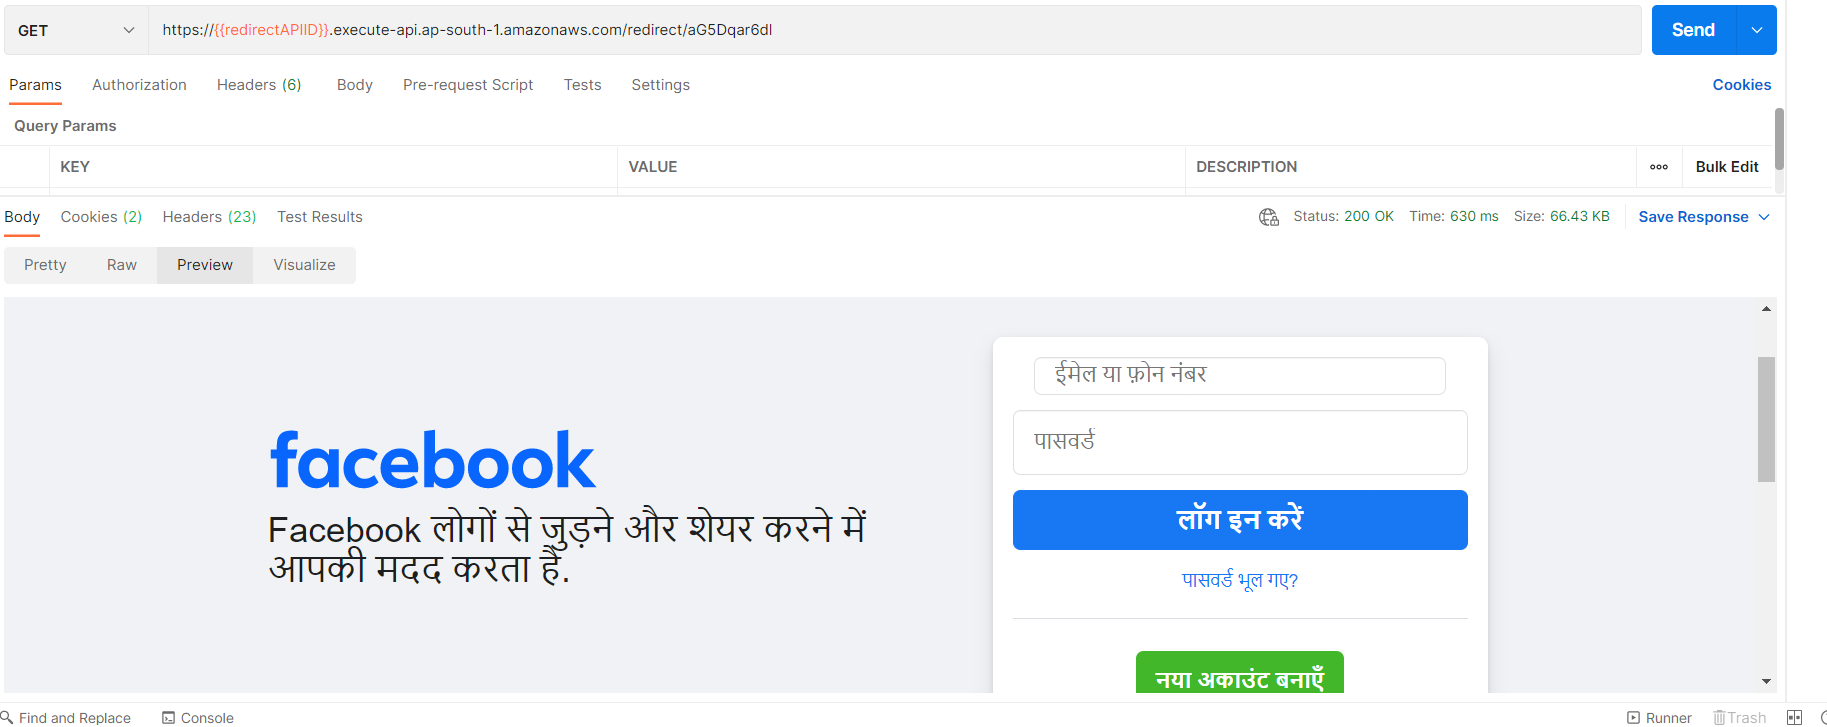 GET https://{{redirectAPIID}}.execute-api.ap-south-1.amazonaws.com/redirect/aG5Dqar6dl Send
Params Authorization Headers (6) Body Pre-request Script Tests Settings Cookies
Query Params
KEY VALUE DESCRIPTION Bulk Edit
Body Cookies (2) Headers (23) Test Results Status: 200 OK Time: 630 ms Size: 66.43 KB Save Response
Pretty Raw Preview Visualize
facebook
Facebook लोगों से जुड़ने और शेयर करने में
आपकी मदद करता है.
ईमेल या फ़ोन नंबर
पासवर्ड
लॉग इन करें
पासवर्ड भूल गए?
नया अकाउंट बनाएँ
Find and Replace Console Runner Trash